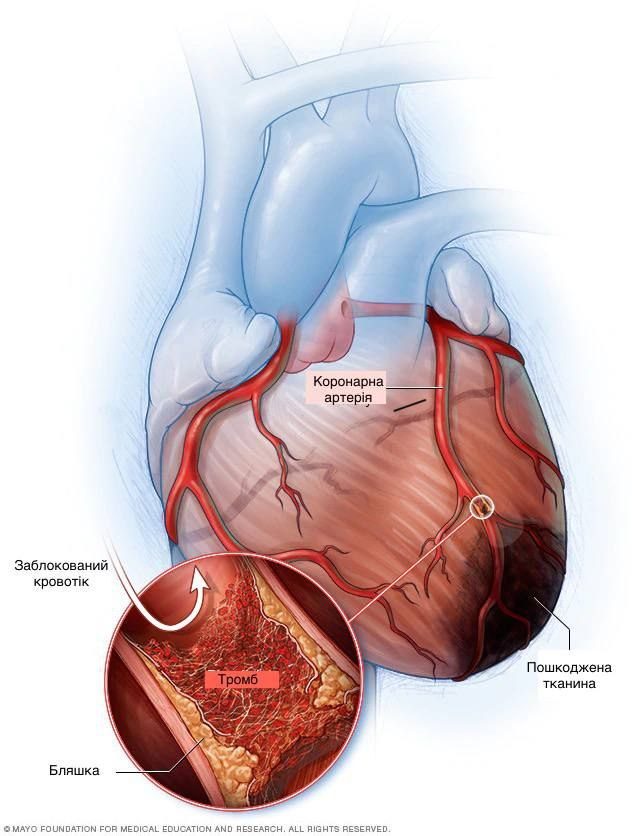 Коронарна
артерія
Заблокований
кровотік
Тромб
Пошкоджена
тканина
Бляшка
© MAYO FOUNDATION FOR MEDICAL EDUCATION AND RESEARCH. ALL RIGHTS RESERVED.